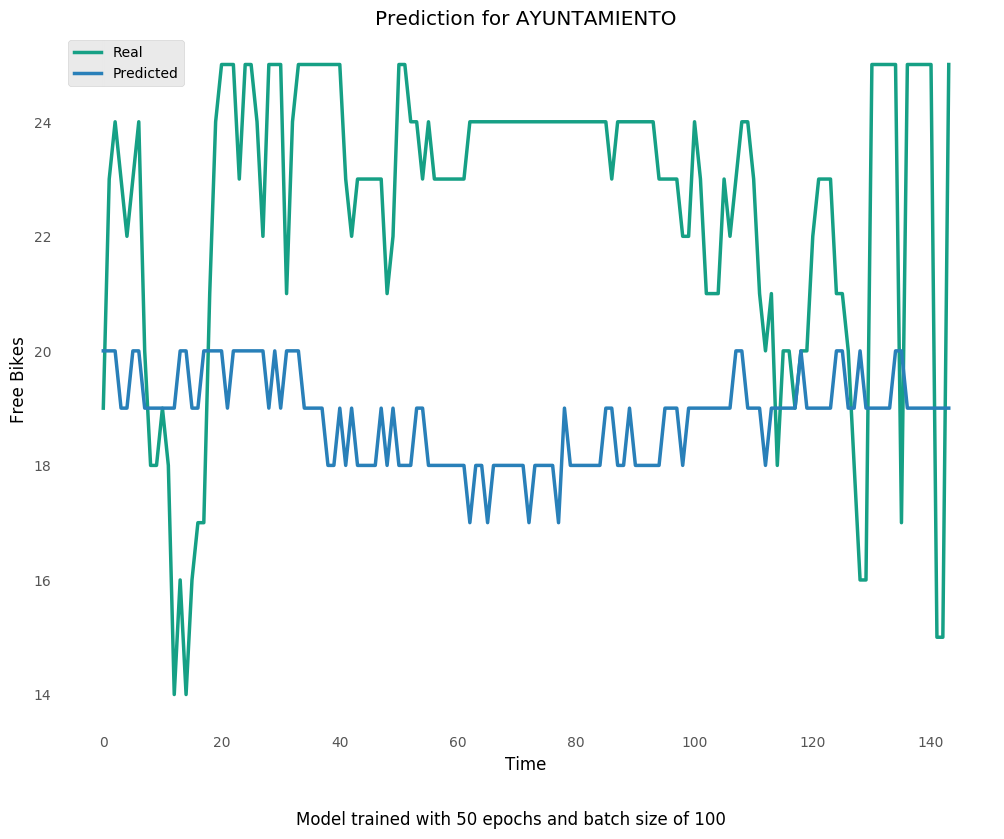 Prediction for AYUNTAMIENTO
Real
Predicted
24
22
20
18
16
14
Free Bikes
0 20 40 60 80 100 120 140
Time
Model trained with 50 epochs and batch size of 100